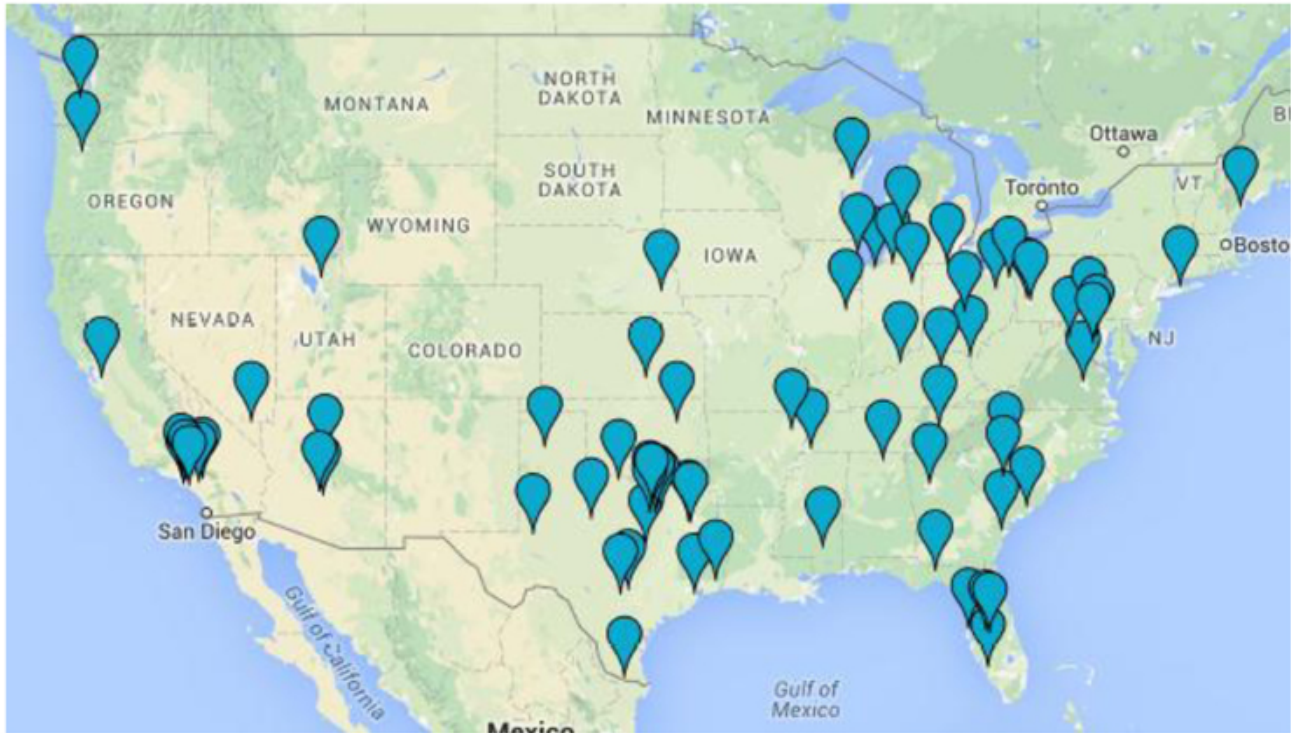 NORTH
DAKOTA
MONTANA
MINNESOTA
Ottawa
SOUTH
DAKOTA
VT
Toronto
OREGON
WYOMING
IOWA
Bosto
NEVADA
UTAH
COLORADO
NJ
San Diego
Gulf of California
Gulf of
Mexico
Mexico